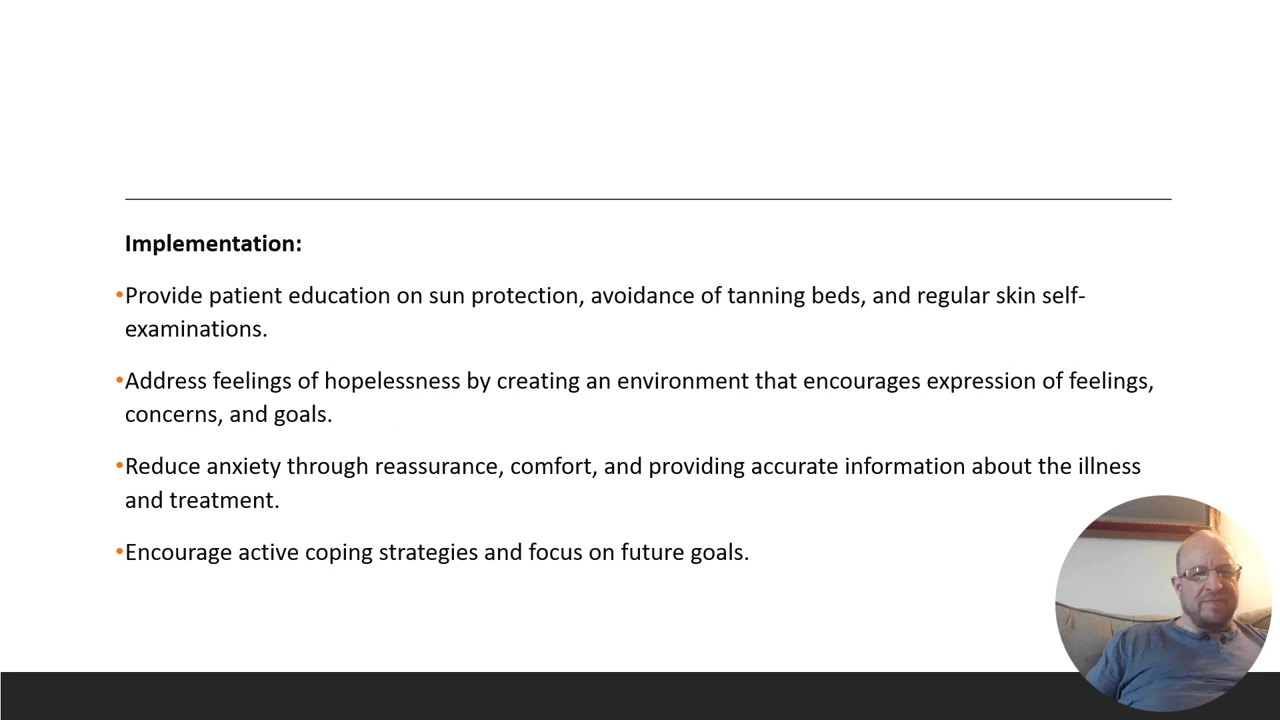 Implementation:
•Provide patient education on sun protection, avoidance of tanning beds, and regular skin self-
examinations.
•Address feelings of hopelessness by creating an environment that encourages expression of feelings,
concerns, and goals.
•Reduce anxiety through reassurance, comfort, and providing accurate information about the illness
and treatment.
•Encourage active coping strategies and focus on future goals.